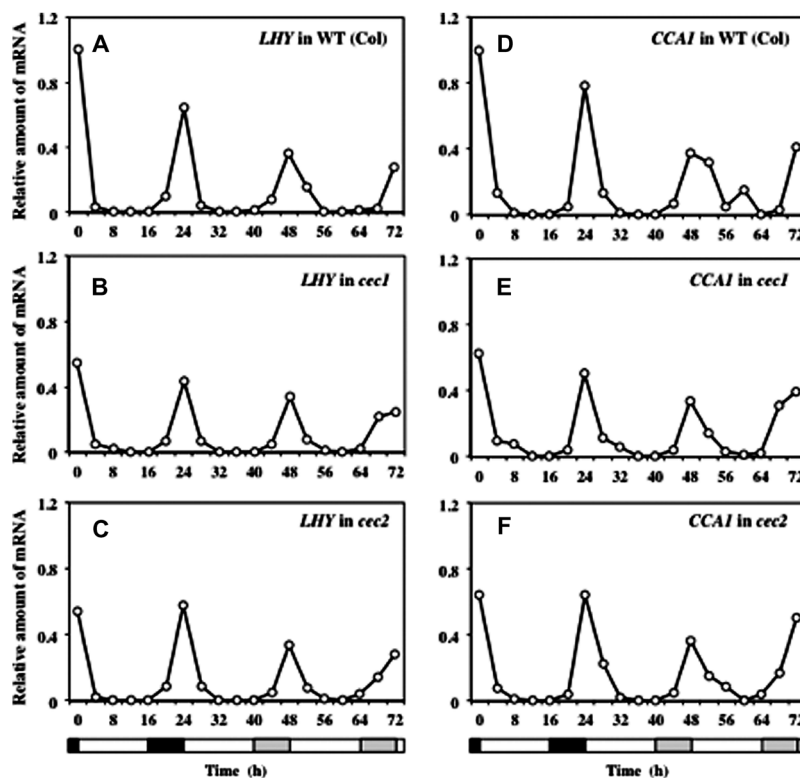 A
LHY in WT (Col)
Relative amount of mRNA
1.2
0.8
0.4
0
0 8 16 24 32 40 48 56 64 72
D
CCA1 in WT (Col)
1.2
0.8
0.4
0
0 8 16 24 32 40 48 56 64 72
B
LHY in cec1
Relative amount of mRNA
1.2
0.8
0.4
0
0 8 16 24 32 40 48 56 64 72
E
CCA1 in cec1
1.2
0.8
0.4
0
0 8 16 24 32 40 48 56 64 72
C
LHY in cec2
Relative amount of mRNA
1.2
0.8
0.4
0
0 8 16 24 32 40 48 56 64 72
Time (h)
F
CCA1 in cec2
1.2
0.8
0.4
0
0 8 16 24 32 40 48 56 64 72
Time (h)